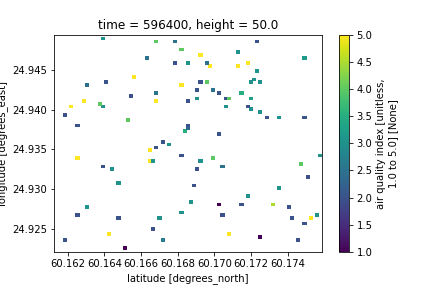 time = 596400, height = 50.0
24.945
24.940
24.935
24.930
24.925
longitude [degrees_east]
60.162 60.164 60.166 60.168 60.170 60.172 60.174
latitude [degrees_north]
5.0
4.5
4.0
3.5
3.0
2.5
2.0
1.5
1.0
air quality index [unitless,
1.0 to 5.0] [None]